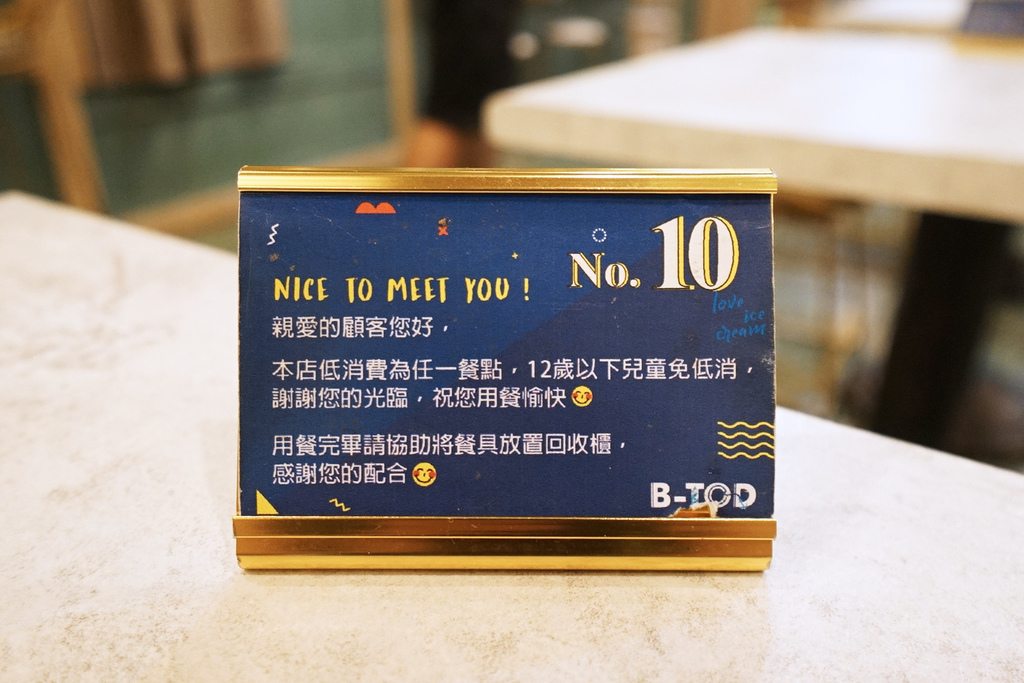 No. 10
love
ice
cream
NICE TO MEET YOU !
親愛的顧客您好，
本店低消費為任一餐點，12歲以下兒童免低消，
謝謝您的光臨，祝您用餐愉快
用餐完畢請協助將餐具放置回收櫃，
感謝您的配合
B-TOD